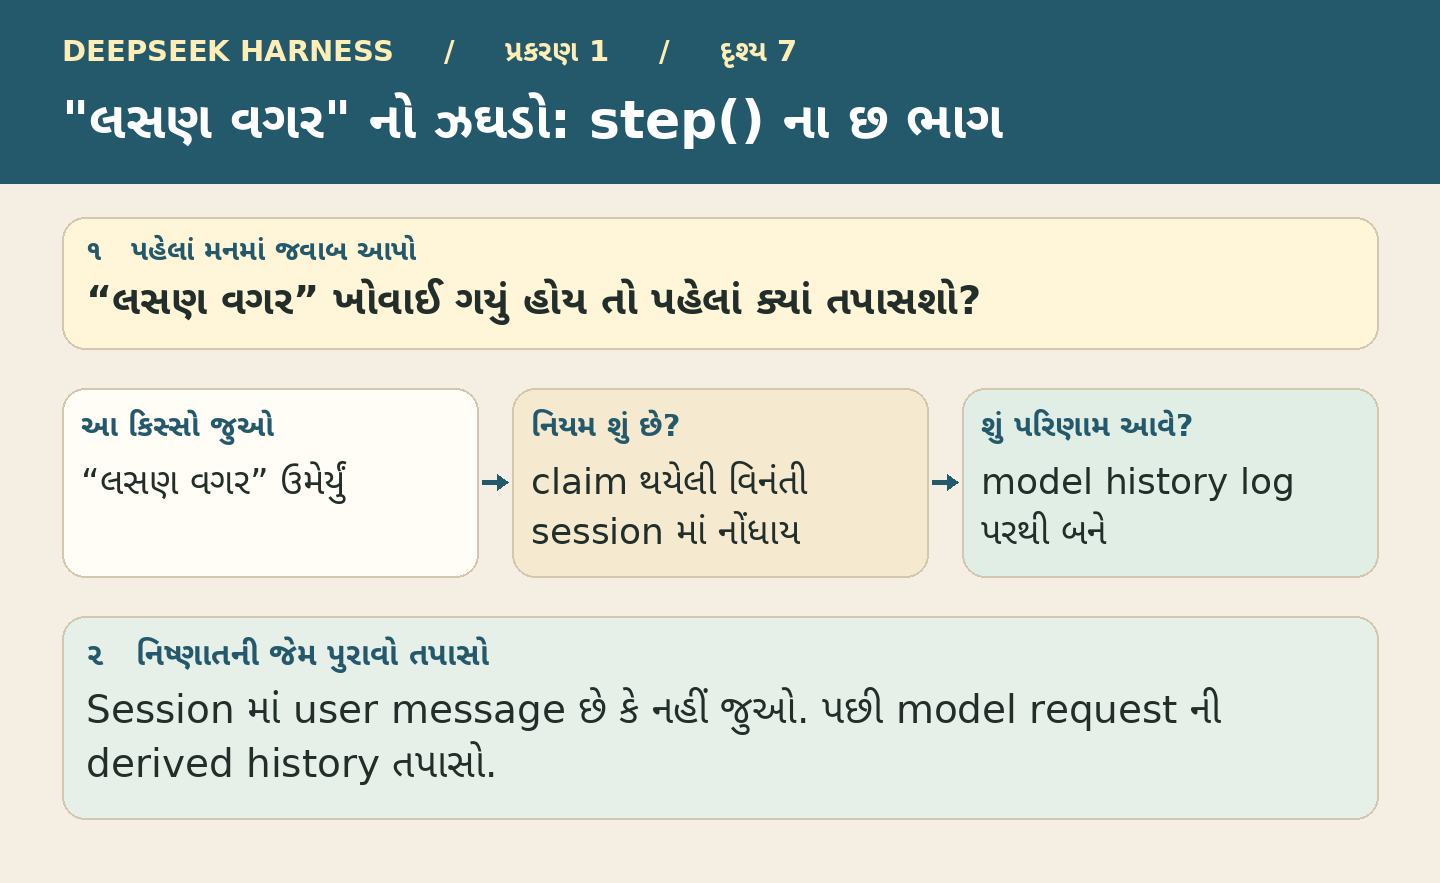 DEEPSEEK HARNESS / પ્રકરણ 1 / દૃશ્ય 7
"લસણ વગર" નો ઝઘડો: step() ના છ ભાગ
૧ પહેલાં મનમાં જવાબ આપો
“લસણ વગર” ખોવાઈ ગયું હોય તો પહેલાં ક્યાં તપાસશો?
આ કિસ્સો જુઓ
“લસણ વગર” ઉમેર્યું
નિયમ શું છે?
claim થયેલી વિનંતી
session માં નોંધાય
શું પરિણામ આવે?
model history log
પરથી બને
૨ નિષ્ણાતની જેમ પુરાવો તપાસો
Session માં user message છે કે નહીં જુઓ. પછી model request ની
derived history તપાસો.